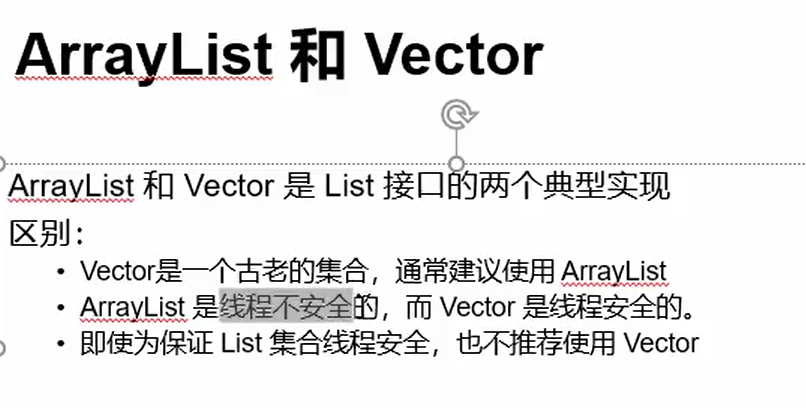 ArrayList 和 Vector
ArrayList 和 Vector 是 List 接口的两个典型实现
区别：
• Vector是一个古老的集合，通常建议使用 ArrayList
• ArrayList 是线程不安全的，而 Vector 是线程安全的。
• 即使为保证 List 集合线程安全，也不推荐使用 Vector